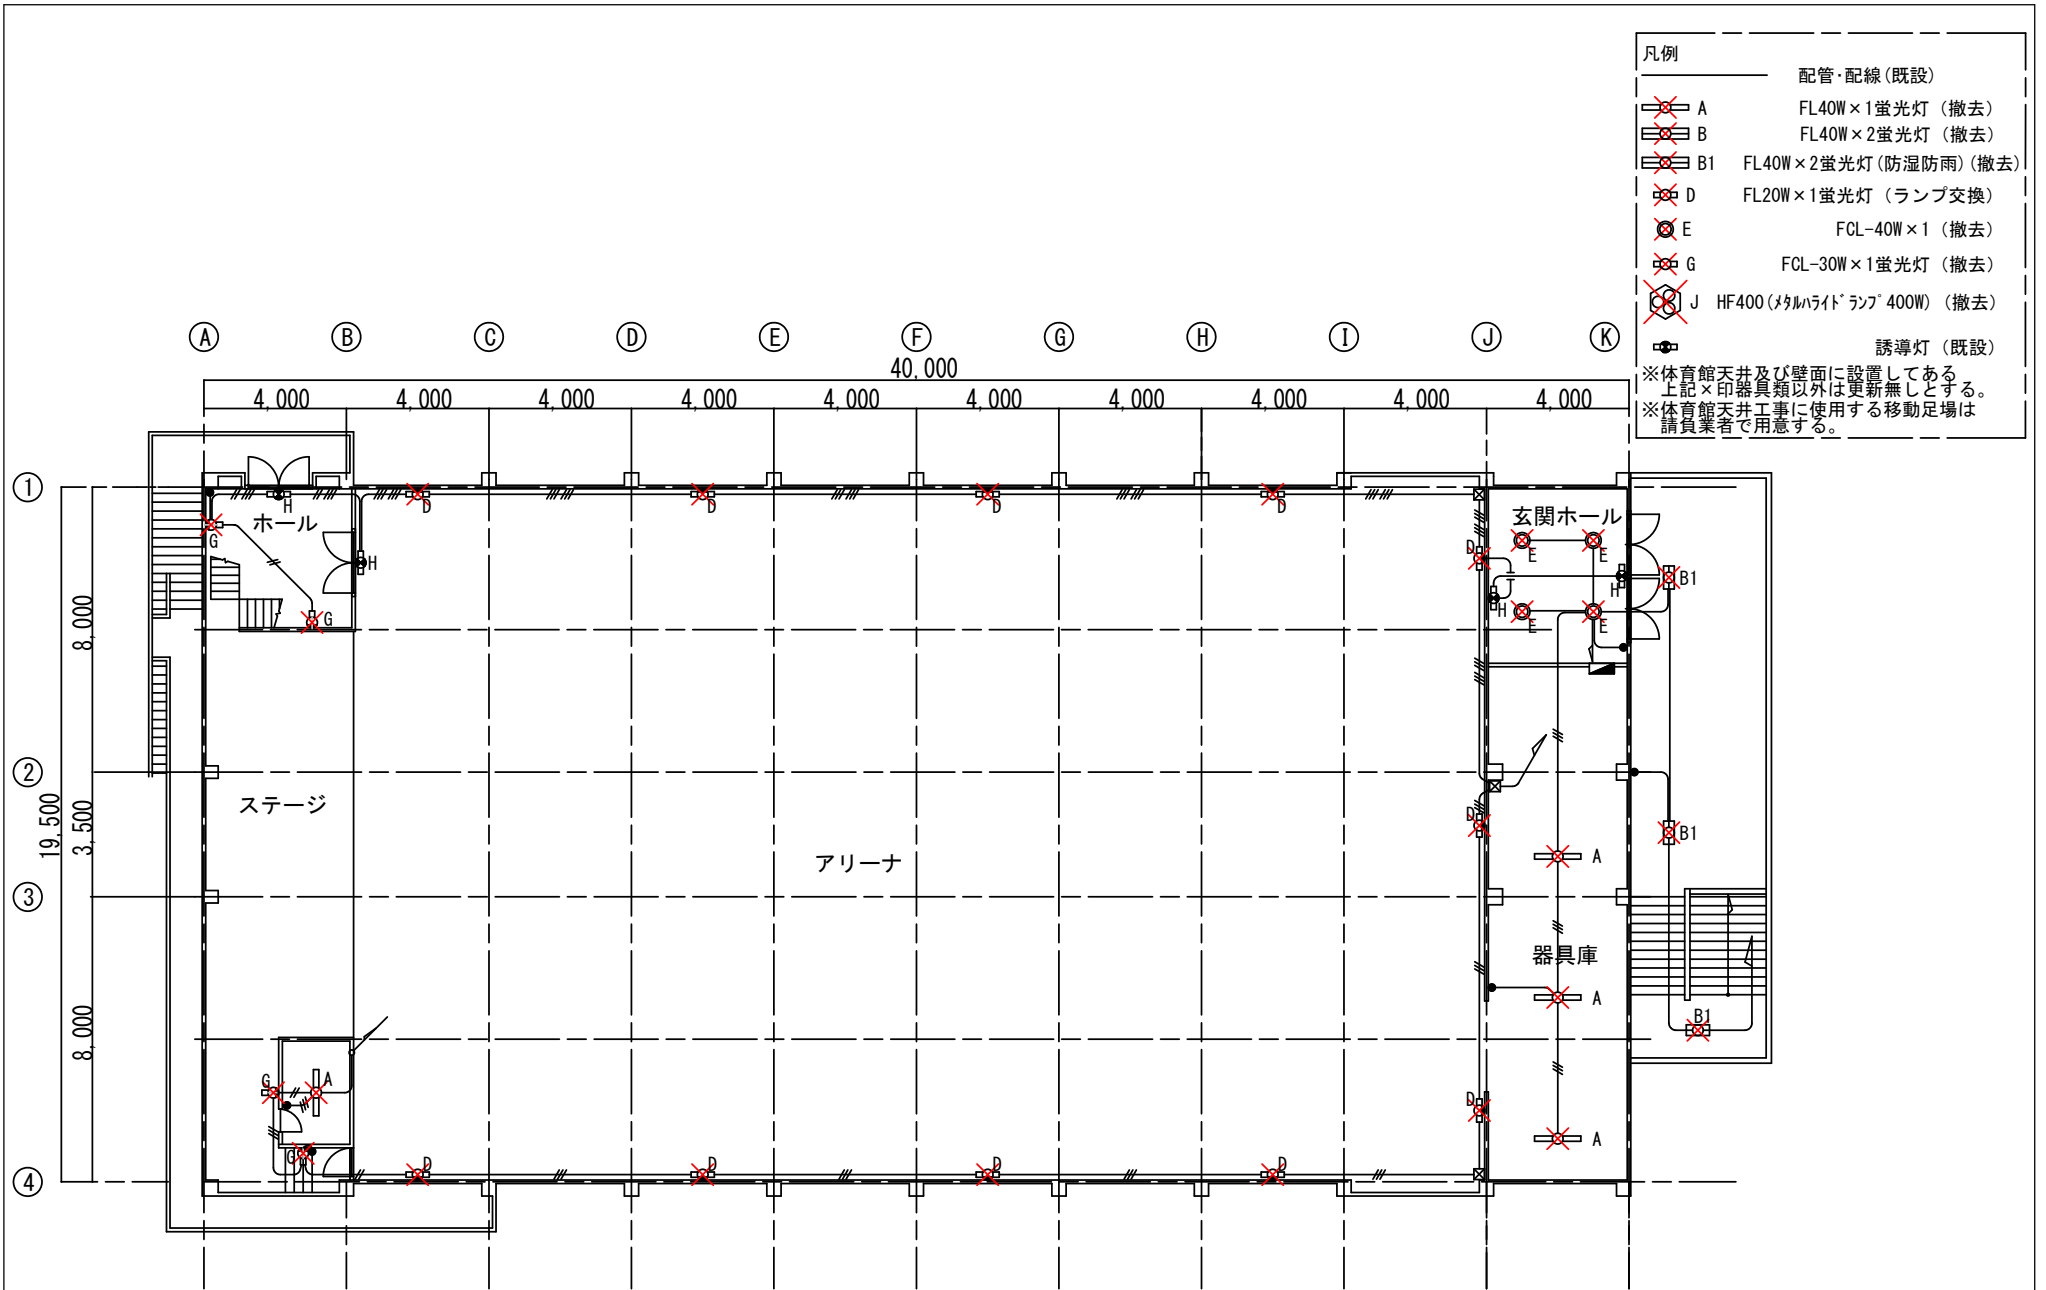 凡例
配管・配線(既設)
A FL40W×1蛍光灯 (撤去)
B FL40W×2蛍光灯 (撤去)
B1 FL40W×2蛍光灯(防湿防雨)(撤去)
D FL20W×1蛍光灯 (ランプ交換)
E FCL-40W×1 (撤去)
G FCL-30W×1蛍光灯 (撤去)
J HF400(メタルハライドランプ400W) (撤去)
誘導灯 (既設)
※体育館天井及び壁面に設置してある
上記×印器具類以外は更新無しとする。
※体育館天井工事に使用する移動足場は
請負業者で用意する。
A B C D E F G H I J K
40,000
4,000 4,000 4,000 4,000 4,000 4,000 4,000 4,000 4,000 4,000
1
H D D D D
ホール
玄関ホール
G
D
E E
H
B1
H
H
G
E E
8,000
2
ステージ
19,500
3,500
D
B1
アリーナ
A
3
器具庫
A
B1
8,000
G A
D
A
G
D D D D
4